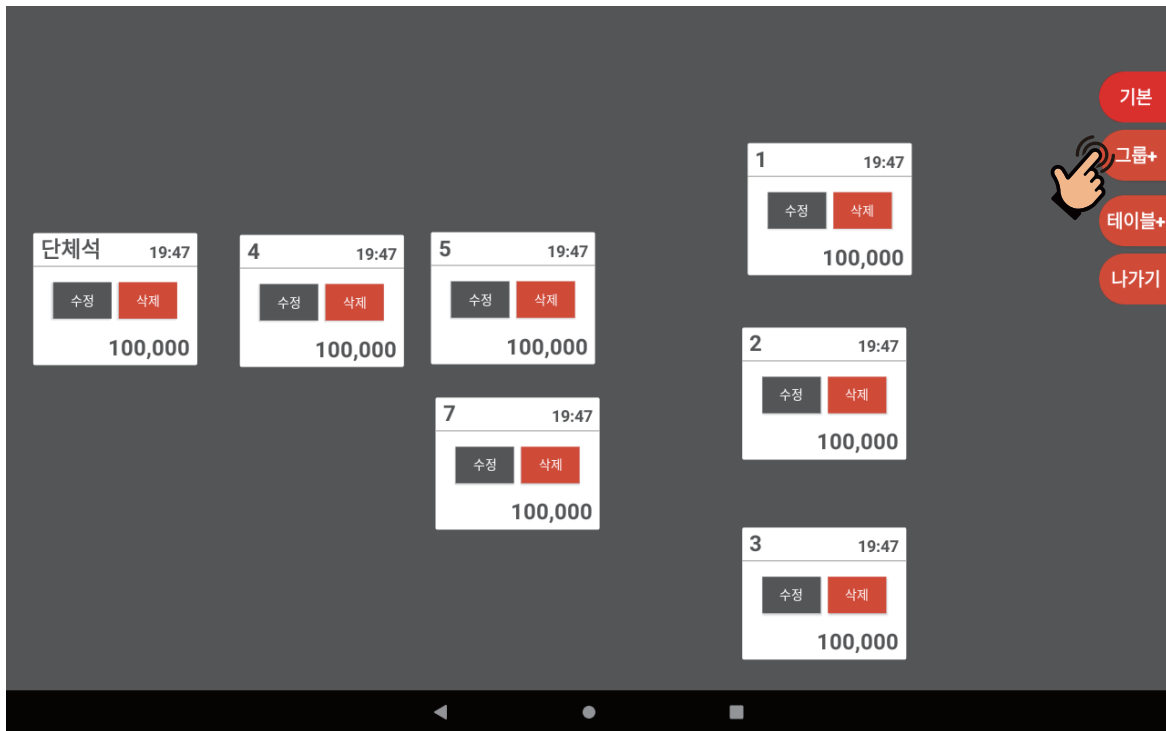 기본
그룹+
테이블+
나가기
1 19:47
수정 삭제
100,000
단체석 19:47
수정 삭제
100,000
4 19:47
수정 삭제
100,000
5 19:47
수정 삭제
100,000
2 19:47
수정 삭제
100,000
7 19:47
수정 삭제
100,000
3 19:47
수정 삭제
100,000